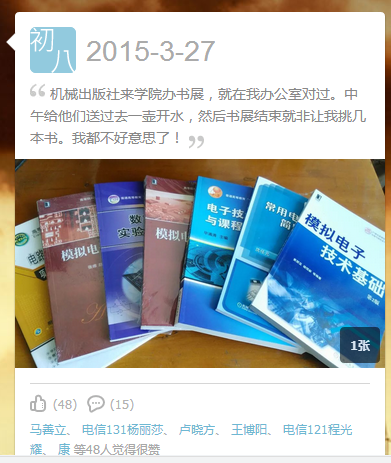 初八
2015-3-27
“ 机械出版社来学院办书展，就在我办公室对过。中
午给他们送过去一壶开水，然后书展结束就非让我挑几
本书。我都不好意思了！ ”
模拟电
数
实验
模拟电
电子技
与课程
常用电
简
模拟电子
技术基础
1张
(48) (15)
马善立、 电信131杨丽莎、 卢晓方、 王博阳、 电信121程光
耀、 康 等48人觉得很赞